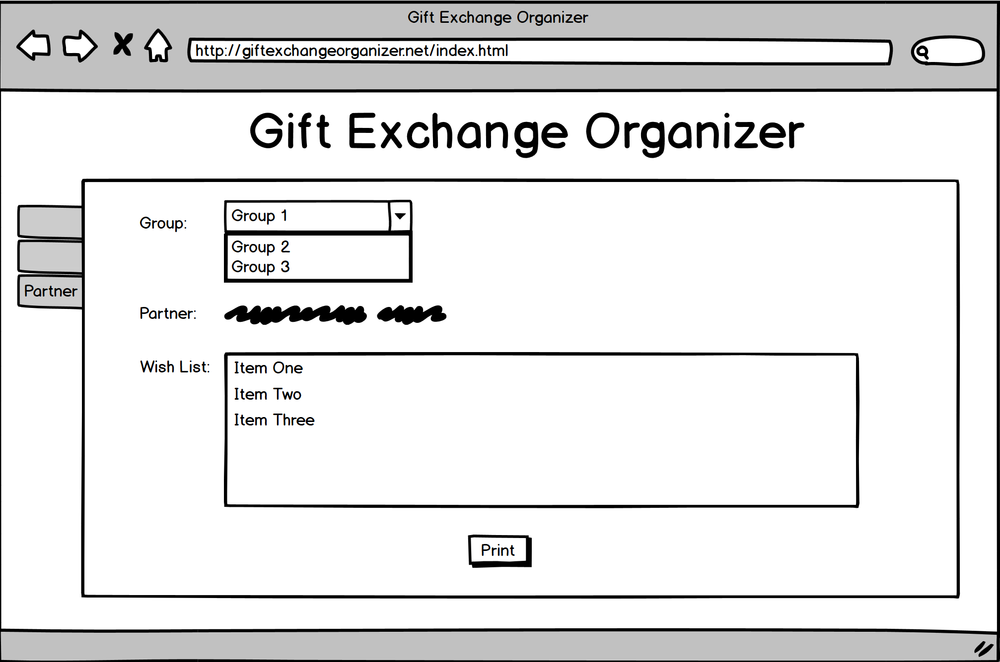 Gift Exchange Organizer
http://giftexchangeorganizer.net/index.html
Gift Exchange Organizer
Group: Group 1
Group 2
Group 3
Partner
Partner:
Wish List: Item One
Item Two
Item Three
Print